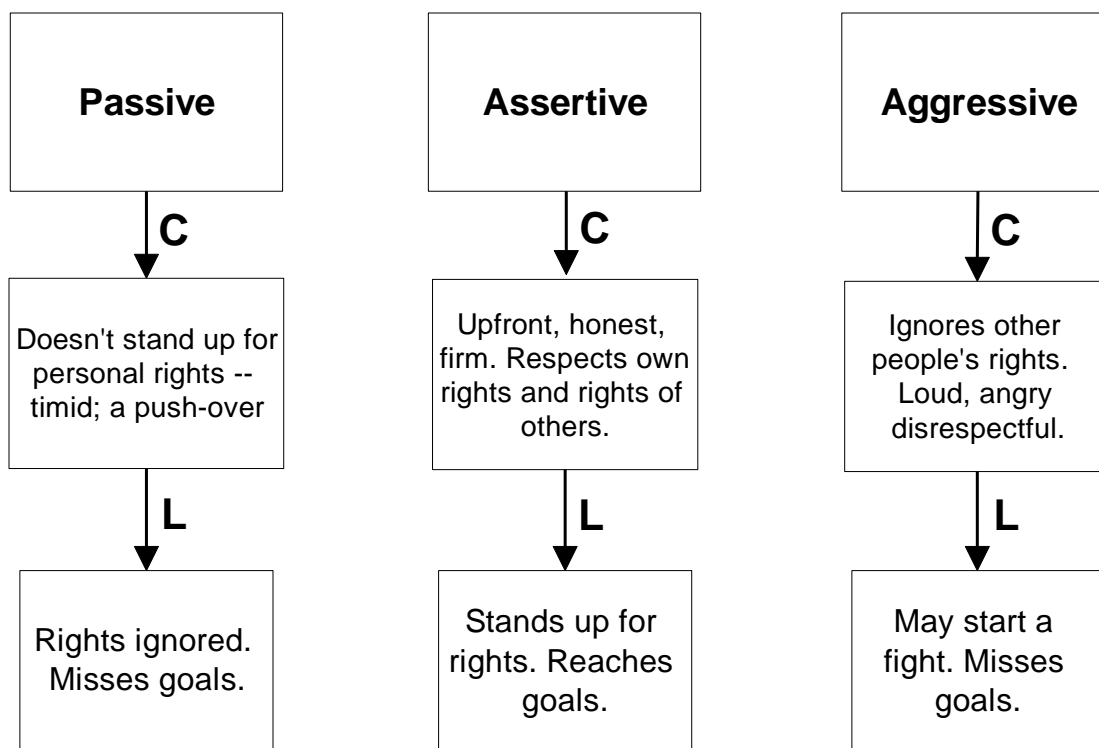 Passive
Assertive
Aggressive
C
C
C
Doesn't stand up for
personal rights --
timid; a push-over
Upfront, honest,
firm. Respects own
rights and rights of
others.
Ignores other
people's rights.
Loud, angry
disrespectful.
L
L
L
Rights ignored.
Misses goals.
Stands up for
rights. Reaches
goals.
May start a
fight. Misses
goals.